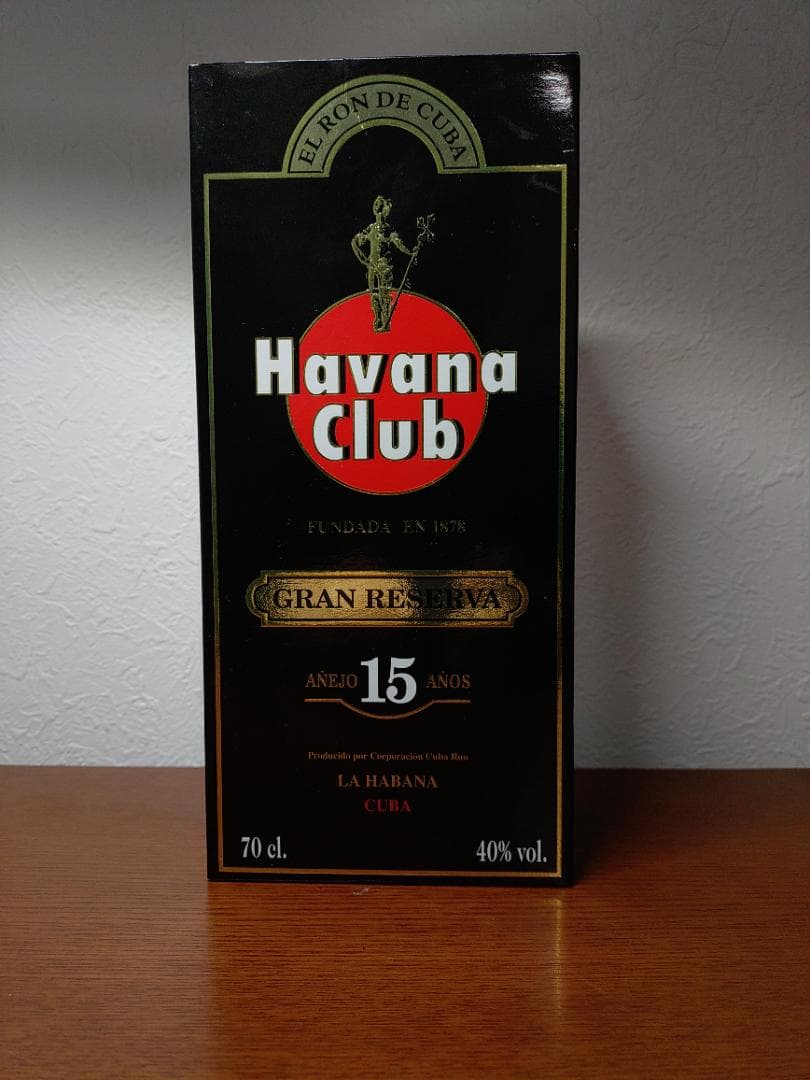 EL RON DE CUBA
Havana
Club
FUNDADA EN 1878
GRAN RESERVA
AÑEJO 15 AÑOS
Producido por Corporación Cuba Ron
LA HABANA
CUBA
70 cl. 40% vol.